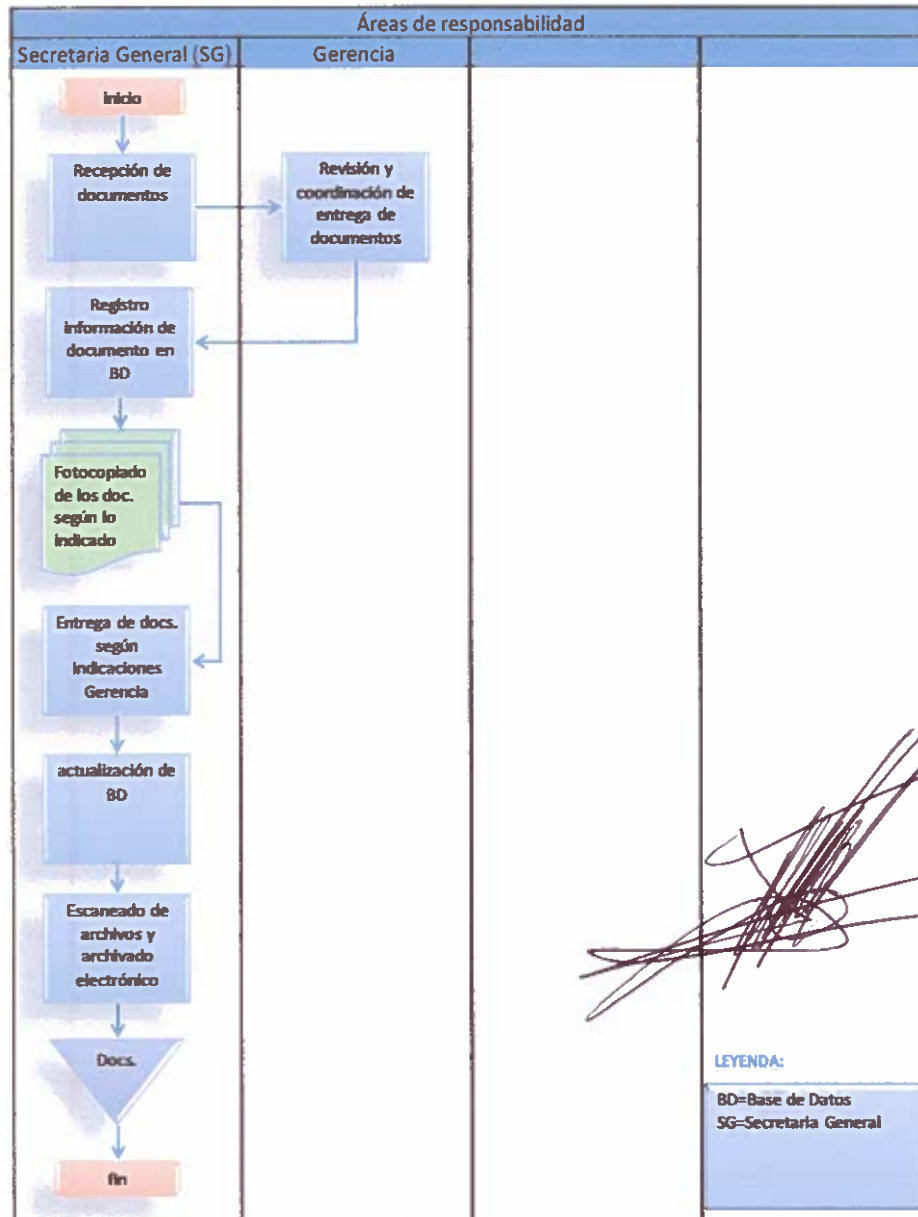 Áreas de responsabilidad
Secretaria General (SG)
Gerencia
inicio
Recepción de
documentos
Revisión y
coordinación de
entrega de
documentos
Registro
información de
documento en
BD
Fotocopiado
de los doc.
según lo
indicado
Entrega de docs.
según
indicaciones
Gerencia
actualización de
BD
Escaneado de
archivos y
archivado
electrónico
Docs.
fin
LEYENDA:
BD=Base de Datos
SG=Secretaria General